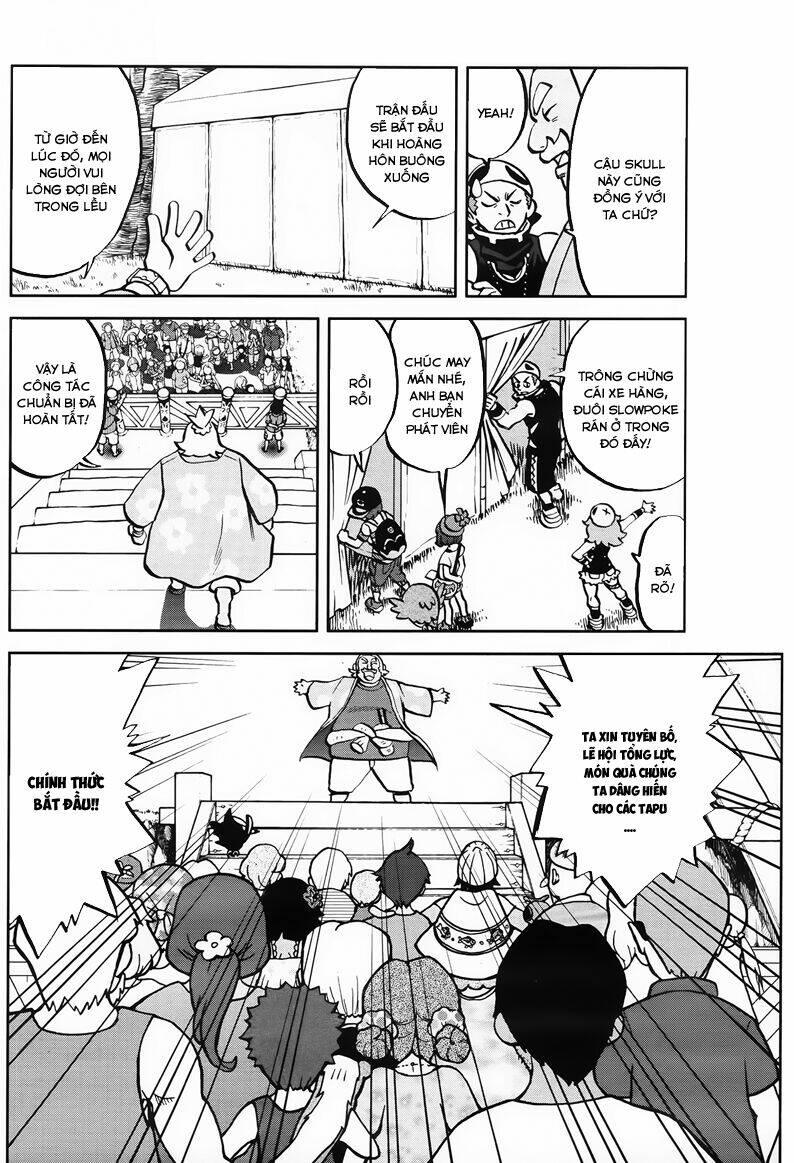 CẬU SKULL
NÀY CŨNG
ĐỒNG Ý VỚI
TA CHỨ?
YEAH!
TRẬN ĐẤU
SẼ BẮT ĐẦU
KHI HOÀNG
HÔN BUÔNG
XUỐNG
TỪ GIỜ ĐẾN
LÚC ĐÓ, MỌI
NGƯỜI VUI
LÒNG ĐỢI BÊN
TRONG LỀU
TRÔNG CHỪNG
CÁI XE HÀNG,
ĐUÔI SLOWPOKE
RÁN Ở TRONG
ĐÓ ĐẤY!
ĐÃ
RÕ!
CHÚC MAY
MẮN NHÉ,
ANH BẠN
CHUYỂN
PHÁT VIÊN
RỒI
RỒI
VẬY LÀ
CÔNG TÁC
CHUẨN BỊ ĐÃ
HOÀN TẤT!
TA XIN TUYÊN BỐ,
LỄ HỘI TỔNG LỰC,
MÓN QUÀ CHÚNG
TA DÂNG HIẾN
CHO CÁC TAPU
....
CHÍNH THỨC
BẮT ĐẦU!!